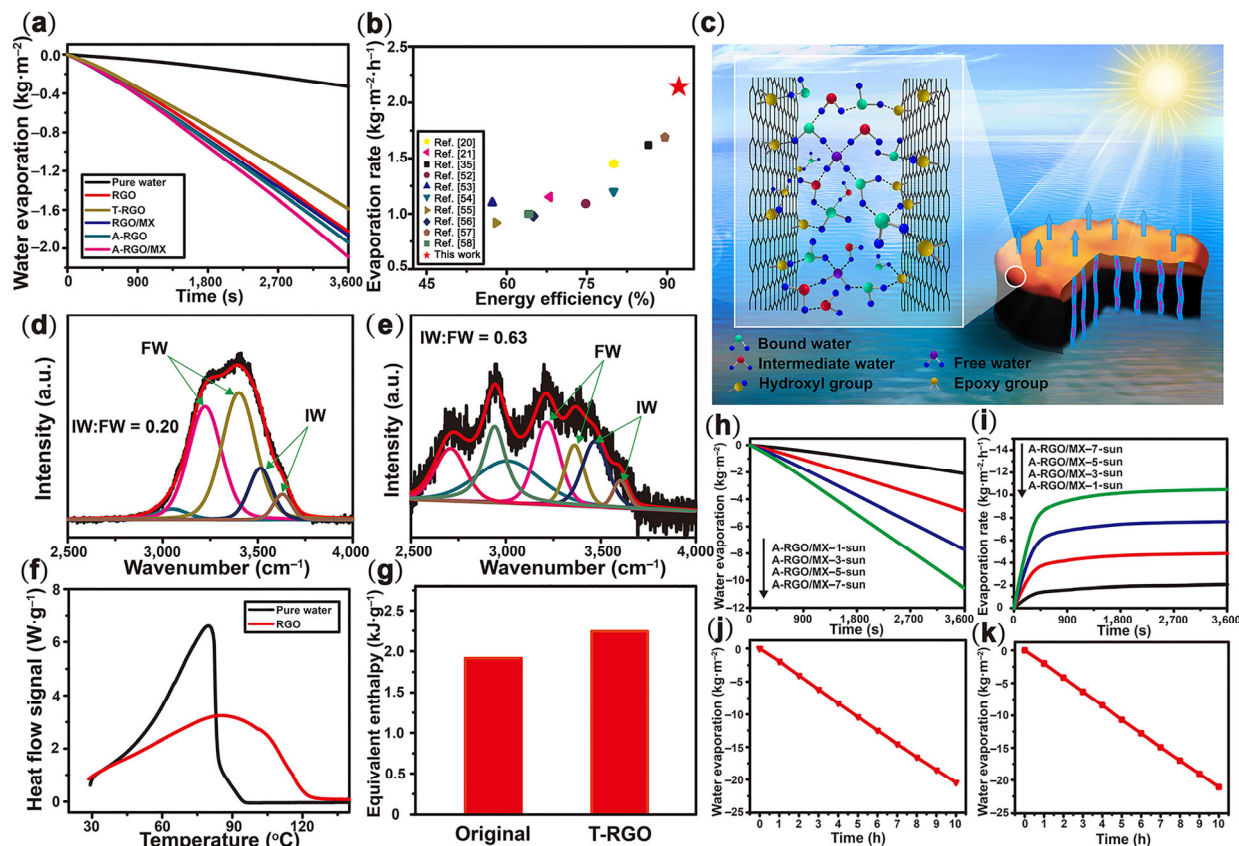 (a)
Water evaporation (kg·m⁻²)
0.0
−0.4
−0.8
−1.2
−1.6
−2.0
Pure water
RGO
T-RGO
RGO/MX
A-RGO
A-RGO/MX
0
900
1,800
2,700
3,600
Time (s)
(b)
Evaporation rate (kg·m⁻²·h⁻¹)
2.5
2.0
1.5
1.0
0.5
Ref. [20]
Ref. [21]
Ref. [35]
Ref. [52]
Ref. [53]
Ref. [54]
Ref. [55]
Ref. [56]
Ref. [57]
Ref. [58]
This work
45
60
75
90
Energy efficiency (%)
(c)
Bound water
Intermediate water
Free water
Hydroxyl group
Epoxy group
(d)
Intensity (a.u.)
FW
IW
IW:FW = 0.20
2,500
3,000
3,500
4,000
Wavenumber (cm⁻¹)
(e)
Intensity (a.u.)
IW:FW = 0.63
FW
IW
2,500
3,000
3,500
4,000
Wavenumber (cm⁻¹)
(f)
Heat flow signal (W·g⁻¹)
8
6
4
2
0
Pure water
RGO
30
60
90
120
Temperature (°C)
(g)
Equivalent enthalpy (kJ·g⁻¹)
3.0
2.5
2.0
1.5
1.0
0.5
0
Original
T-RGO
(h)
Water evaporation (kg·m⁻²)
0
−2
−4
−6
−8
−10
−12
A-RGO/MX–1-sun
A-RGO/MX–3-sun
A-RGO/MX–5-sun
A-RGO/MX–7-sun
0
900
1,800
2,700
3,600
Time (s)
(i)
Evaporation rate (kg·m⁻²·h⁻¹)
−14
−12
−10
−8
−6
−4
−2
0
A-RGO/MX–7-sun
A-RGO/MX–5-sun
A-RGO/MX–3-sun
A-RGO/MX–1-sun
0
900
1,800
2,700
3,600
Time (s)
(j)
Water evaporation (kg·m⁻²)
0
−5
−10
−15
−20
−25
0 1 2 3 4 5 6 7 8 9 10
Time (h)
(k)
Water evaporation (kg·m⁻²)
0
−5
−10
−15
−20
−25
0 1 2 3 4 5 6 7 8 9 10
Time (h)